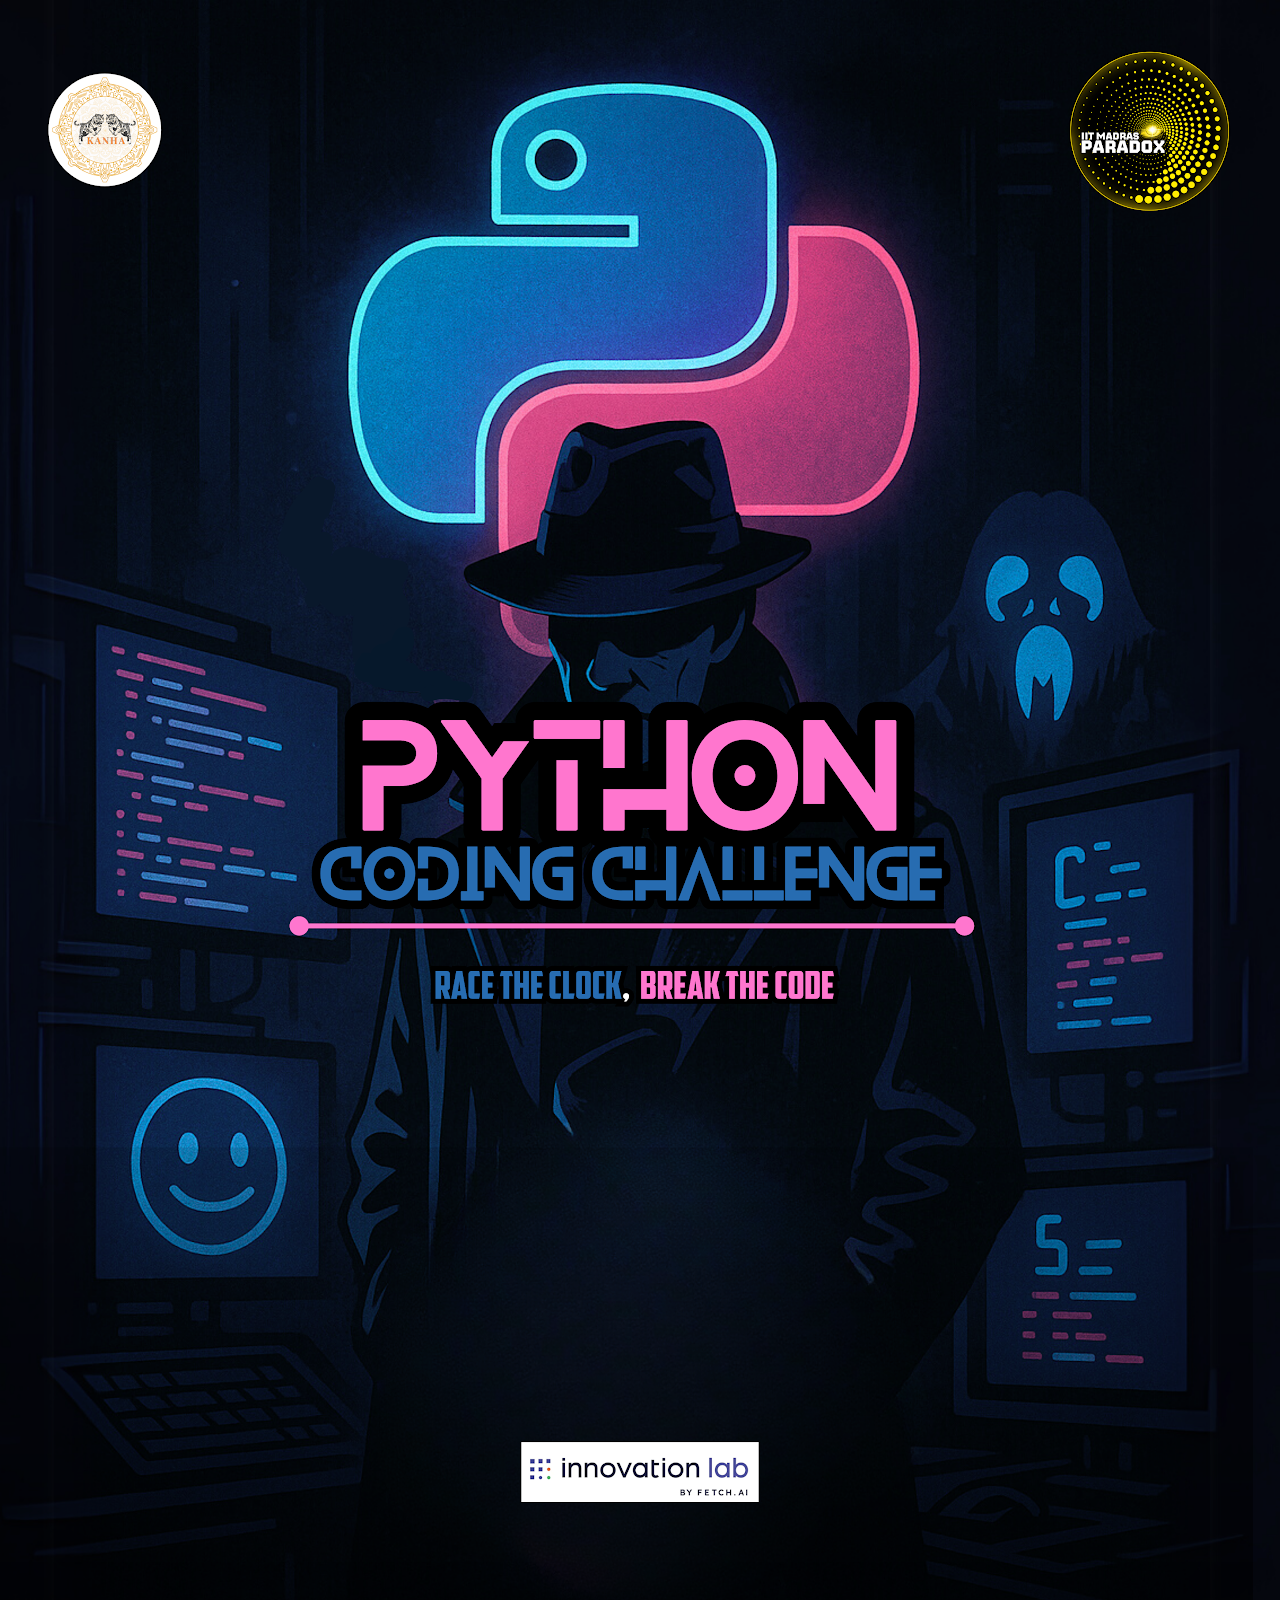 KANHA
IIT MADRAS
PARADOX
PYTHON
CODING CHALLENGE
RACE THE CLOCK, BREAK THE CODE
C
S
innovation lab
BY FETCH.AI